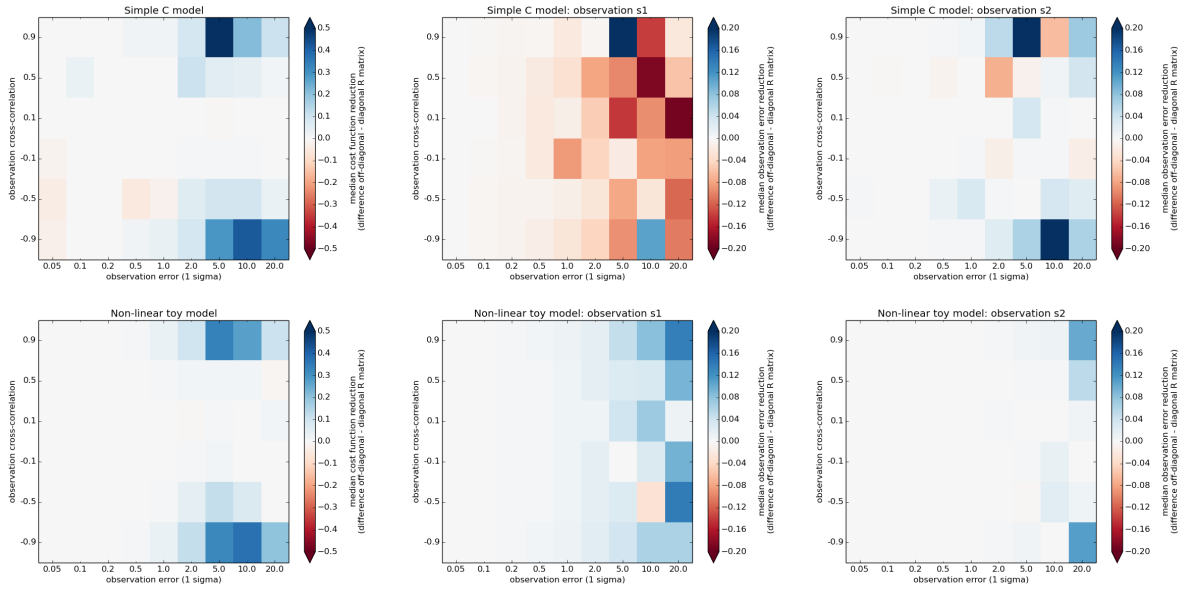 Simple C model
0.9
0.5
0.1
-0.1
-0.5
-0.9
observation cross-correlation
0.05 0.1 0.2 0.5 1.0 2.0 5.0 10.0 20.0
observation error (1 sigma)
0.5
0.4
0.3
0.2
0.1
0.0
−0.1
−0.2
−0.3
−0.4
−0.5
median cost function reduction
(difference off-diagonal - diagonal R matrix)
Simple C model: observation s1
0.9
0.5
0.1
-0.1
-0.5
-0.9
observation cross-correlation
0.05 0.1 0.2 0.5 1.0 2.0 5.0 10.0 20.0
observation error (1 sigma)
0.20
0.16
0.12
0.08
0.04
0.00
−0.04
−0.08
−0.12
−0.16
−0.20
median observation error reduction
(difference off-diagonal - diagonal R matrix)
Simple C model: observation s2
0.9
0.5
0.1
-0.1
-0.5
-0.9
observation cross-correlation
0.05 0.1 0.2 0.5 1.0 2.0 5.0 10.0 20.0
observation error (1 sigma)
0.20
0.16
0.12
0.08
0.04
0.00
−0.04
−0.08
−0.12
−0.16
−0.20
median observation error reduction
(difference off-diagonal - diagonal R matrix)
Non-linear toy model
0.9
0.5
0.1
-0.1
-0.5
-0.9
observation cross-correlation
0.05 0.1 0.2 0.5 1.0 2.0 5.0 10.0 20.0
observation error (1 sigma)
0.5
0.4
0.3
0.2
0.1
0.0
−0.1
−0.2
−0.3
−0.4
−0.5
median cost function reduction
(difference off-diagonal - diagonal R matrix)
Non-linear toy model: observation s1
0.9
0.5
0.1
-0.1
-0.5
-0.9
observation cross-correlation
0.05 0.1 0.2 0.5 1.0 2.0 5.0 10.0 20.0
observation error (1 sigma)
0.20
0.16
0.12
0.08
0.04
0.00
−0.04
−0.08
−0.12
−0.16
−0.20
median observation error reduction
(difference off-diagonal - diagonal R matrix)
Non-linear toy model: observation s2
0.9
0.5
0.1
-0.1
-0.5
-0.9
observation cross-correlation
0.05 0.1 0.2 0.5 1.0 2.0 5.0 10.0 20.0
observation error (1 sigma)
0.20
0.16
0.12
0.08
0.04
0.00
−0.04
−0.08
−0.12
−0.16
−0.20
median observation error reduction
(difference off-diagonal - diagonal R matrix)